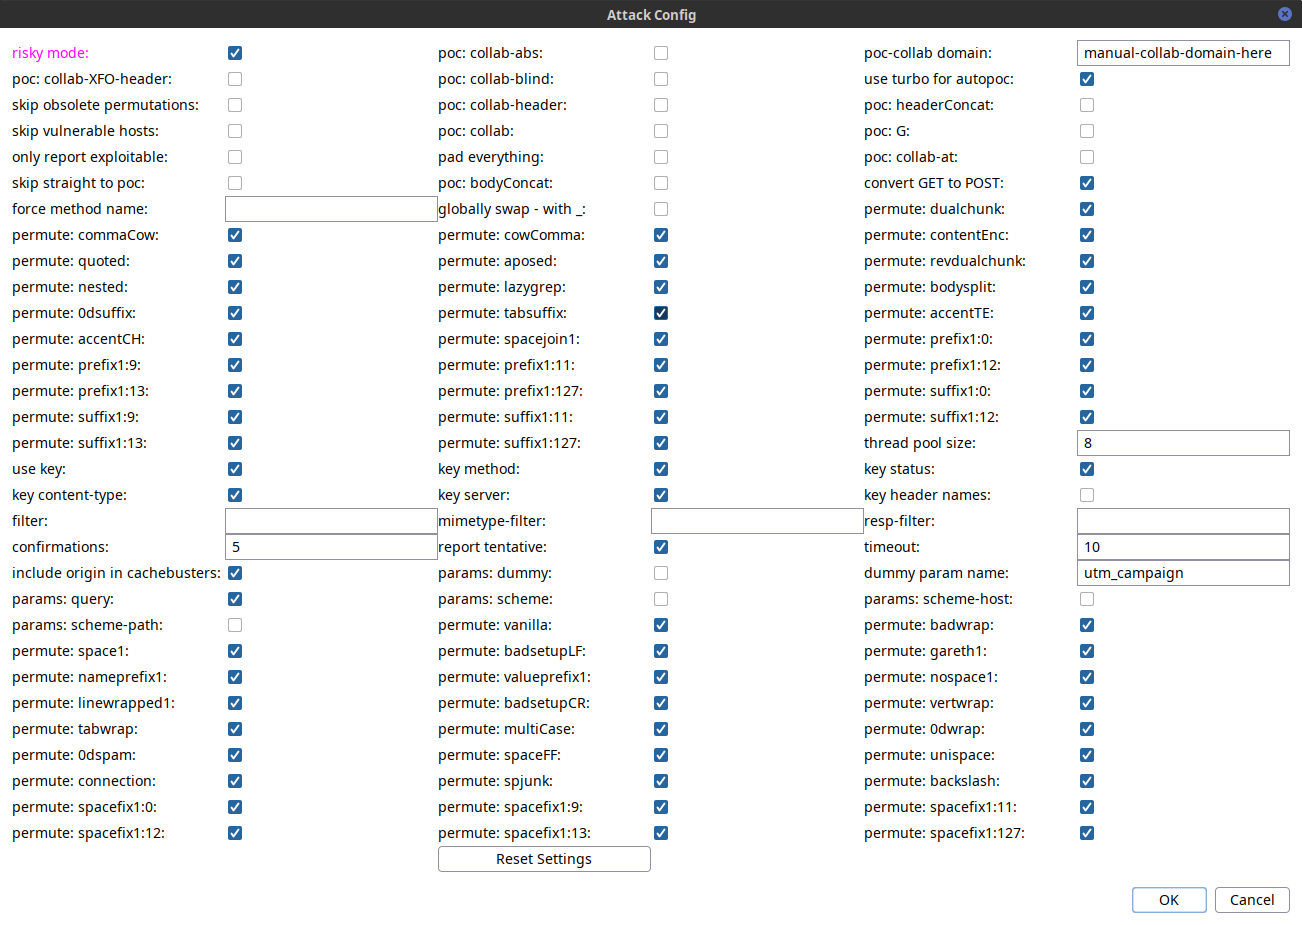 Attack Config
risky mode: poc: collab-abs: poc-collab domain: manual-collab-domain-here
poc: collab-XFO-header: poc: collab-blind: use turbo for autopoc:
skip obsolete permutations: poc: collab-header: poc: headerConcat:
skip vulnerable hosts: poc: collab: poc: G:
only report exploitable: pad everything: poc: collab-at:
skip straight to poc: poc: bodyConcat: convert GET to POST:
force method name: globally swap - with _: permute: dualchunk:
permute: commaCow: permute: cowComma: permute: contentEnc:
permute: quoted: permute: aposed: permute: revdualchunk:
permute: nested: permute: lazygrep: permute: bodysplit:
permute: 0dsuffix: permute: tabsuffix: permute: accentTE:
permute: accentCH: permute: spacejoin1: permute: prefix1:0:
permute: prefix1:9: permute: prefix1:11: permute: prefix1:12:
permute: prefix1:13: permute: prefix1:127: permute: suffix1:0:
permute: suffix1:9: permute: suffix1:11: permute: suffix1:12:
permute: suffix1:13: permute: suffix1:127: thread pool size: 8
use key: key method: key status:
key content-type: key server: key header names:
filter: mimetype-filter: resp-filter:
confirmations: 5 report tentative: timeout: 10
include origin in cachebusters: params: dummy: dummy param name: utm_campaign
params: query: params: scheme: params: scheme-host:
params: scheme-path: permute: vanilla: permute: badwrap:
permute: space1: permute: badsetupLF: permute: gareth1:
permute: nameprefix1: permute: valueprefix1: permute: nospace1:
permute: linewrapped1: permute: badsetupCR: permute: vertwrap:
permute: tabwrap: permute: multiCase: permute: 0dwrap:
permute: 0dspam: permute: spaceFF: permute: unispace:
permute: connection: permute: spjunk: permute: backslash:
permute: spacefix1:0: permute: spacefix1:9: permute: spacefix1:11:
permute: spacefix1:12: permute: spacefix1:13: permute: spacefix1:127:
Reset Settings
OK Cancel